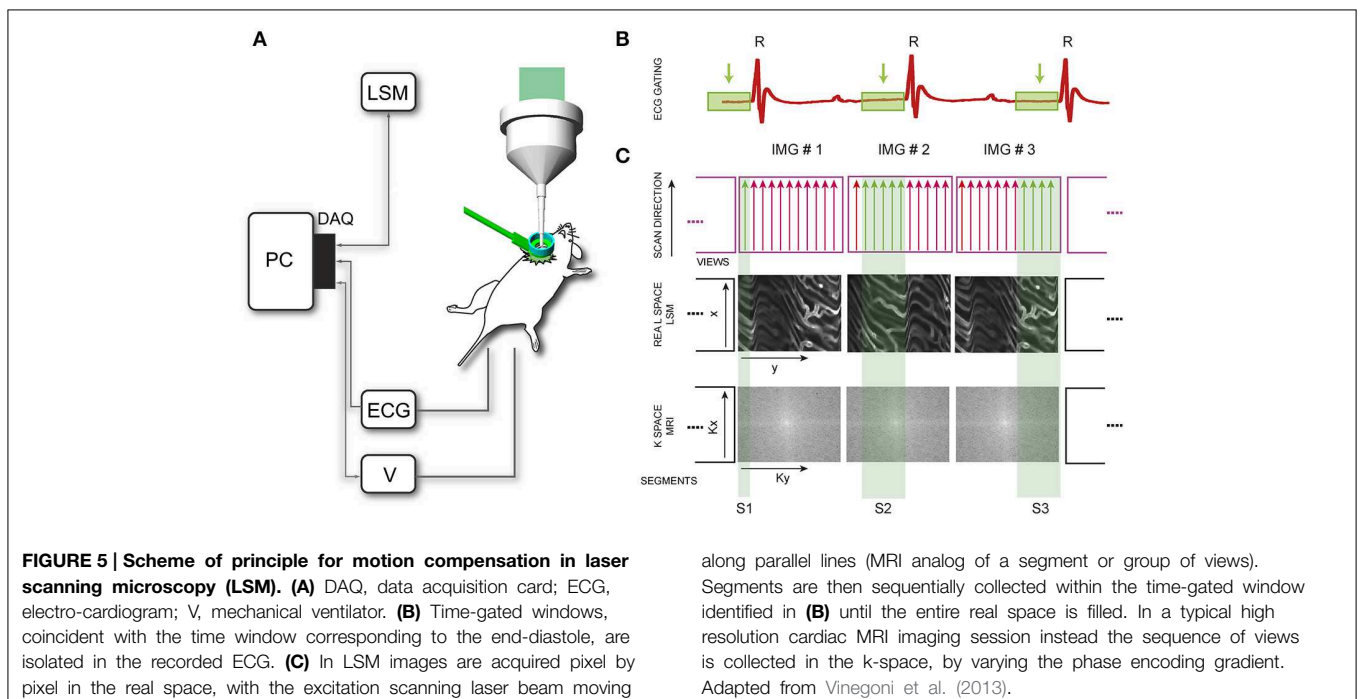 A
LSM
DAQ
PC
ECG
V
B
R
R
R
ECG GATING
IMG # 1
IMG # 2
IMG # 3
C
SCAN DIRECTION
VIEWS
REA L SPACE
LSM
x
y
K SPACE
MRI
Kx
Ky
SEGMENTS
S1
S2
S3
FIGURE 5 | Scheme of principle for motion compensation in laser
scanning microscopy (LSM). (A) DAQ, data acquisition card; ECG,
electro-cardiogram; V, mechanical ventilator. (B) Time-gated windows,
coincident with the time window corresponding to the end-diastole, are
isolated in the recorded ECG. (C) In LSM images are acquired pixel by
pixel in the real space, with the excitation scanning laser beam moving
along parallel lines (MRI analog of a segment or group of views).
Segments are then sequentially collected within the time-gated window
identified in (B) until the entire real space is filled. In a typical high
resolution cardiac MRI imaging session instead the sequence of views
is collected in the k-space, by varying the phase encoding gradient.
Adapted from Vinegoni et al. (2013).